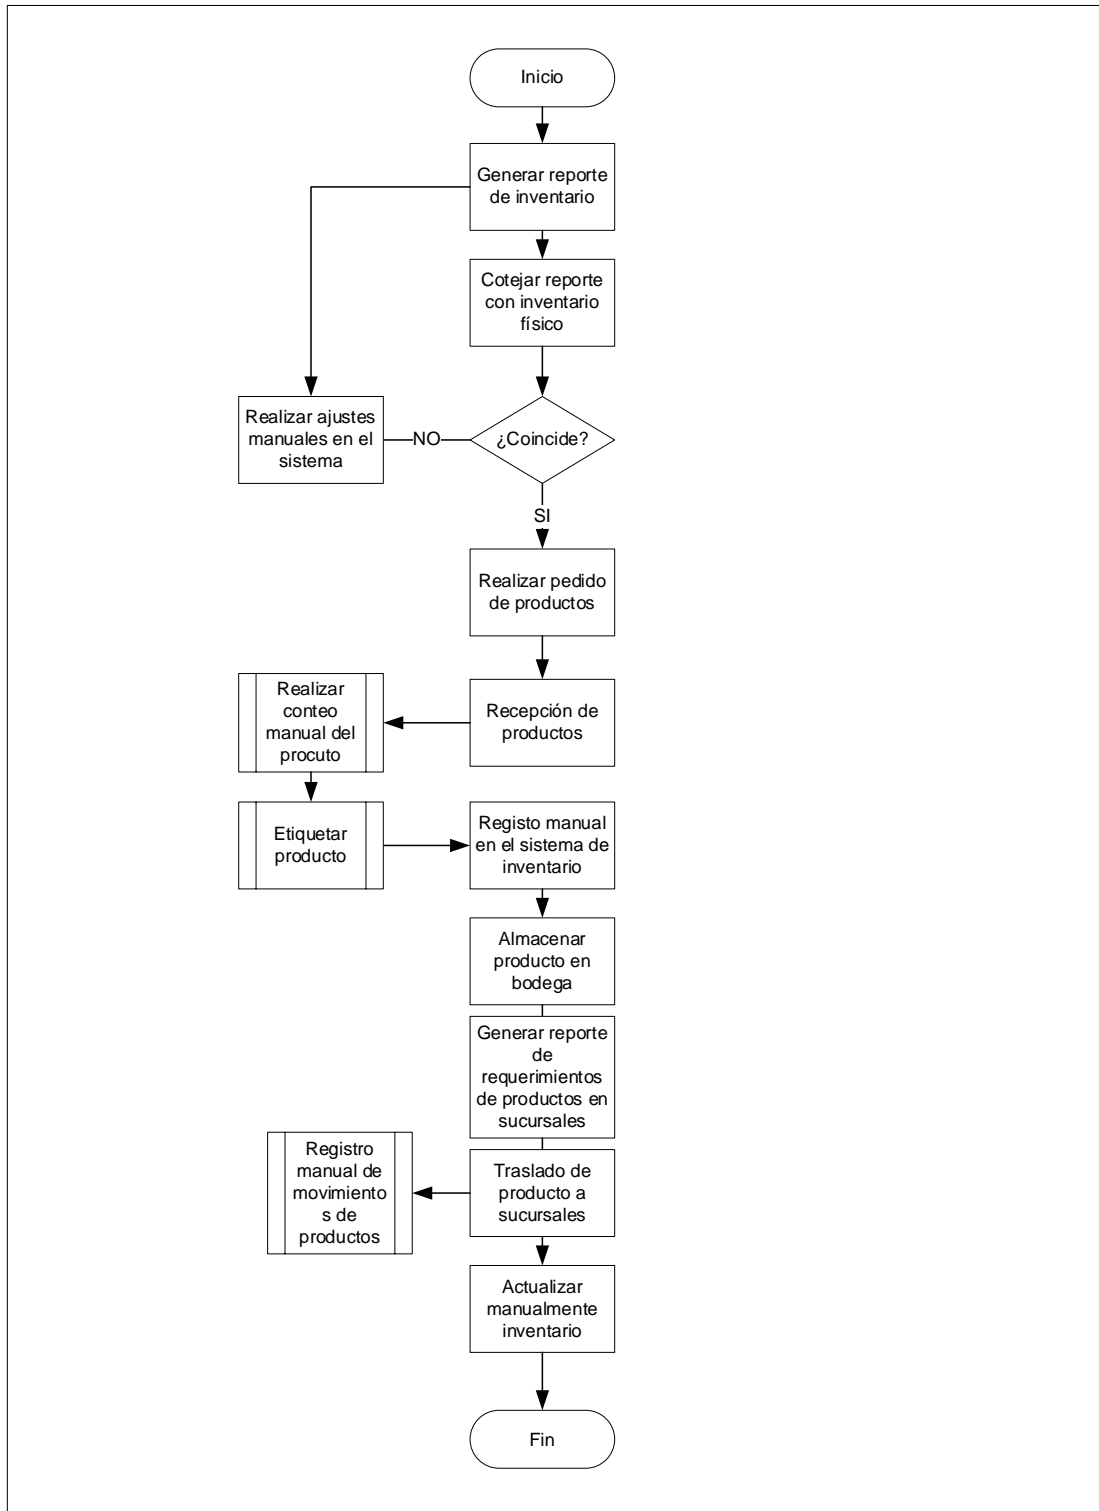 Inicio
Generar reporte
de inventario
Cotejar reporte
con inventario
físico
Realizar ajustes
manuales en el
sistema
NO
¿Coincide?
SI
Realizar pedido
de productos
Realizar
conteo
manual del
procuto
Recepción de
productos
Etiquetar
producto
Registo manual
en el sistema de
inventario
Almacenar
producto en
bodega
Generar reporte
de
requerimientos
de productos en
sucursales
Registro
manual de
movimiento
s de
productos
Traslado de
producto a
sucursales
Actualizar
manualmente
inventario
Fin